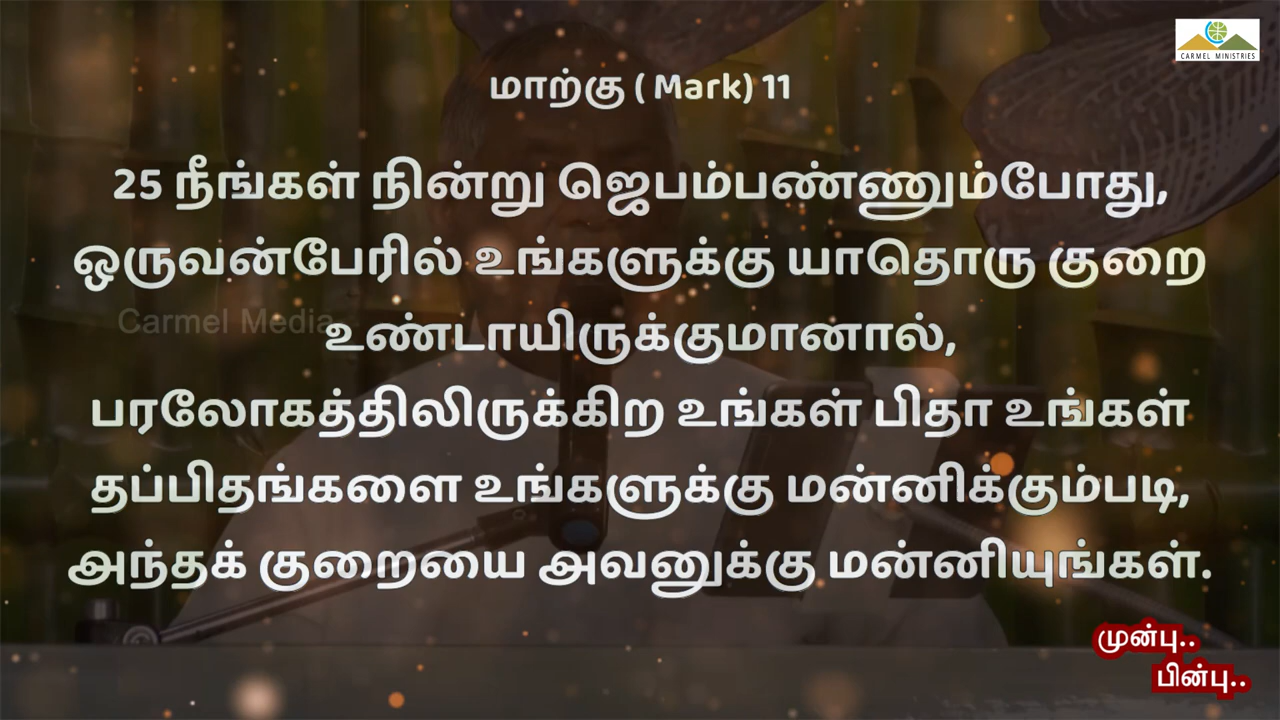 CARMEL MINISTRIES
மாற்கு ( Mark) 11
25 நீங்கள் நின்று ஜெபம்பண்ணும்போது,
ஒருவன்பேரில் உங்களுக்கு யாதொரு குறை
Carmel Media
உண்டாயிருக்குமானால்,
பரலோகத்திலிருக்கிற உங்கள் பிதா உங்கள்
தப்பிதங்களை உங்களுக்கு மன்னிக்கும்படி,
அந்தக் குறையை அவனுக்கு மன்னியுங்கள்.
முன்பு..
பின்பு..